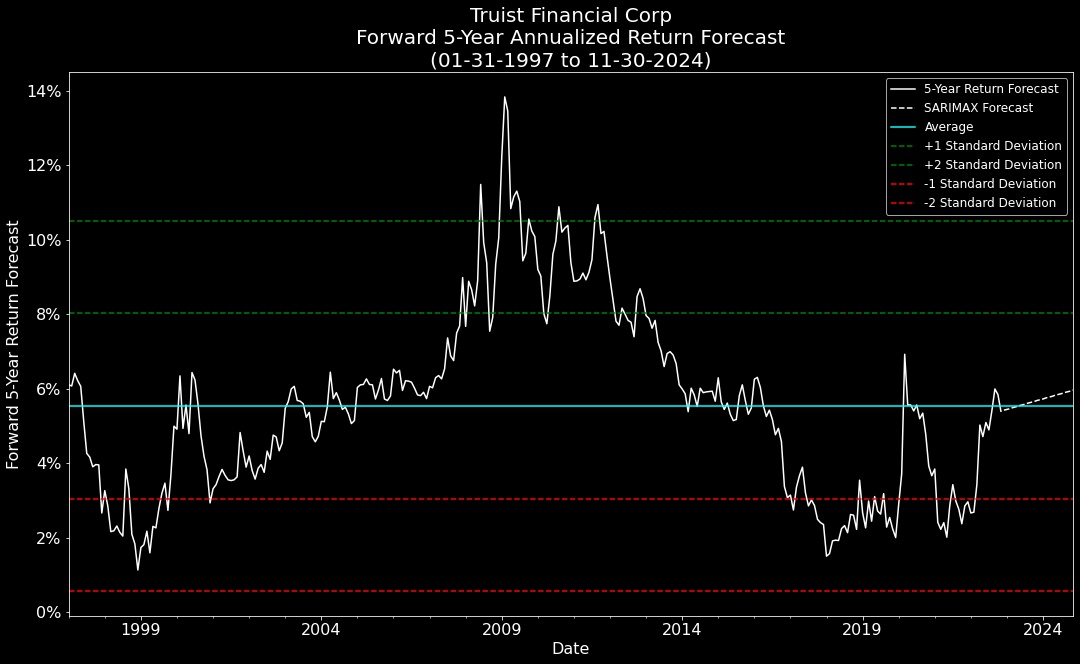 Truist Financial Corp
Forward 5-Year Annualized Return Forecast
(01-31-1997 to 11-30-2024)
5-Year Return Forecast
SARIMAX Forecast
Average
+1 Standard Deviation
+2 Standard Deviation
-1 Standard Deviation
-2 Standard Deviation
Forward 5-Year Return Forecast
14%
12%
10%
8%
6%
4%
2%
0%
1999
2004
2009
2014
2019
2024
Date